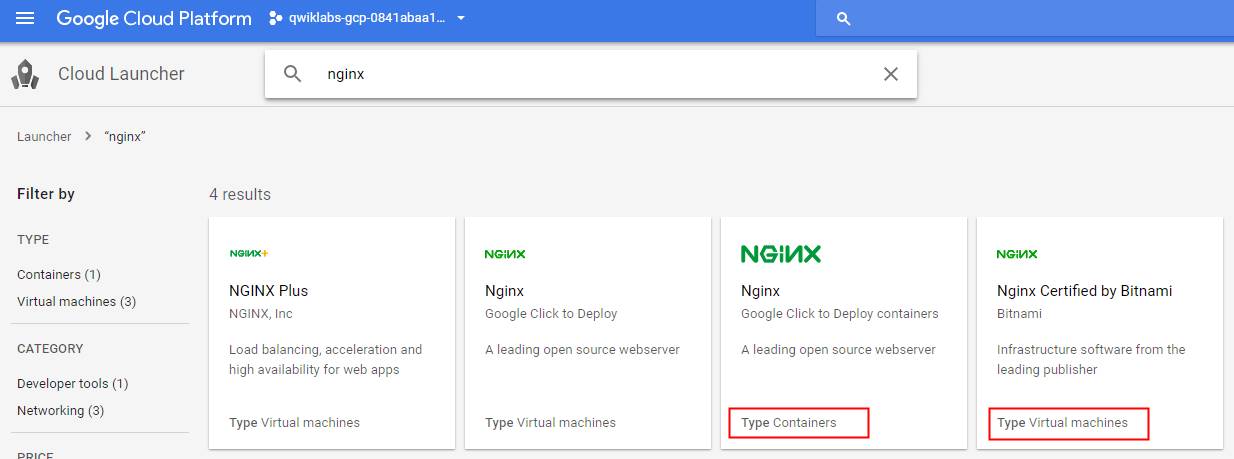 Google Cloud Platform
qwiklabs-gcp-0841abaa1...
Cloud Launcher
nginx
Launcher > “nginx”
Filter by
4 results
TYPE
Containers (1)
Virtual machines (3)
CATEGORY
Developer tools (1)
Networking (3)
PRICE
NGINX+
NGINX Plus
NGINX, Inc
Load balancing, acceleration and
high availability for web apps
Type Virtual machines
NGINX
Nginx
Google Click to Deploy
A leading open source webserver
Type Virtual machines
NGINX
Nginx
Google Click to Deploy containers
A leading open source webserver
Type Containers
NGINX
Nginx Certified by Bitnami
Bitnami
Infrastructure software from the
leading publisher
Type Virtual machines